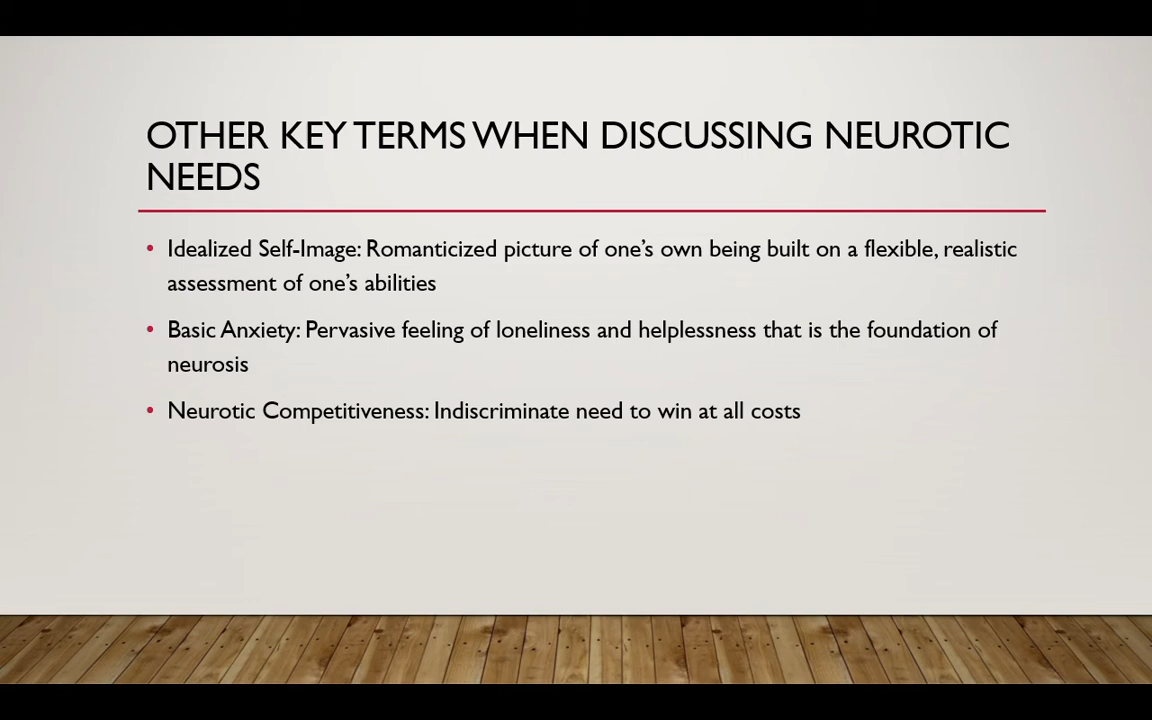 OTHER KEY TERMS WHEN DISCUSSING NEUROTIC
NEEDS
• Idealized Self-Image: Romanticized picture of one’s own being built on a flexible, realistic
assessment of one’s abilities
• Basic Anxiety: Pervasive feeling of loneliness and helplessness that is the foundation of
neurosis
• Neurotic Competitiveness: Indiscriminate need to win at all costs